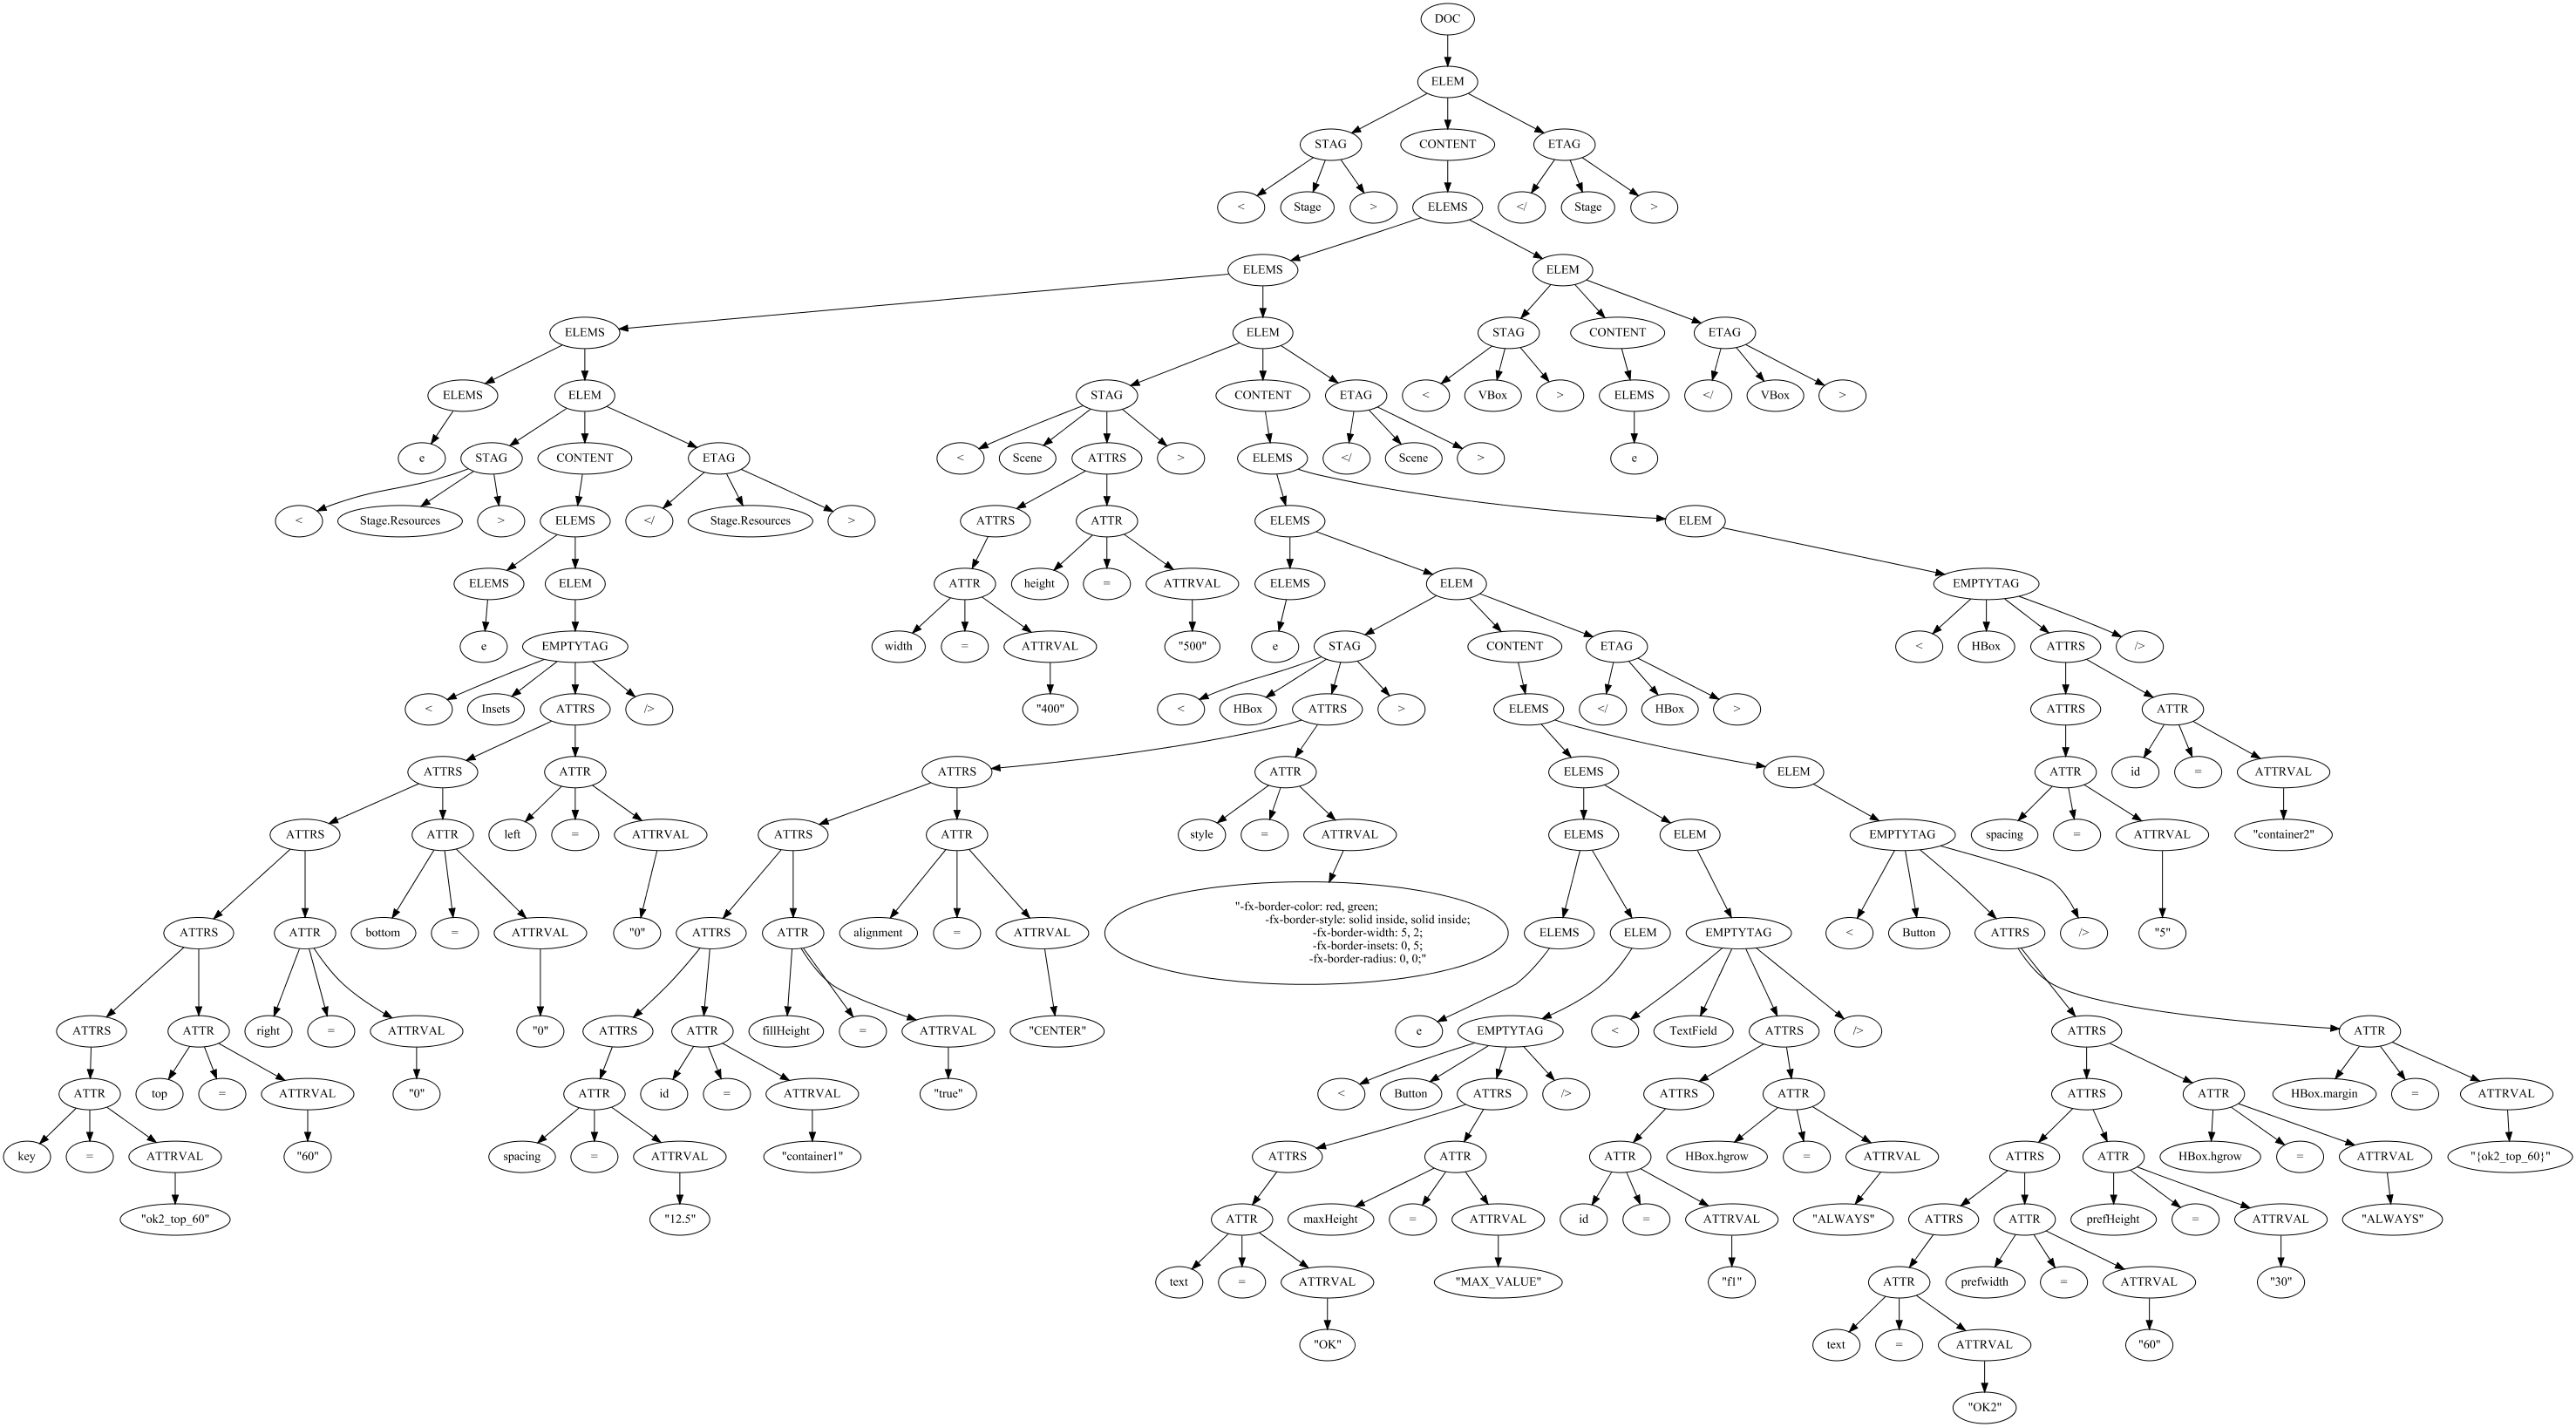 DOC
ELEM
STAG CONTENT ETAG
< Stage > ELEMS </ Stage >
ELEMS ELEM
ELEMS ELEM STAG CONTENT ETAG
ELEMS ELEM STAG CONTENT ETAG < VBox > ELEMS </ VBox >
e STAG CONTENT ETAG < Scene ATTRS > ELEMS </ Scene > e
< Stage.Resources > ELEMS </ Stage.Resources > ATTRS ATTR ELEMS ELEM
ELEMS ELEM ATTR height = ATTRVAL ELEMS ELEM EMPTYTAG
e EMPTYTAG width = ATTRVAL "500" e STAG CONTENT ETAG < HBox ATTRS />
< Insets ATTRS /> "400" < HBox ATTRS > ELEMS </ HBox > ATTRS ATTR
ATTRS ATTR ATTRS ATTR ELEMS ELEM ATTR id = ATTRVAL
ATTRS ATTR left = ATTRVAL ATTRS ATTR style = ATTRVAL ELEMS ELEM EMPTYTAG spacing = ATTRVAL "container2"
"-fx-border-color: red, green;
-fx-border-style: solid inside, solid inside;
ATTRS ATTR bottom = ATTRVAL "0" ATTRS ATTR alignment = ATTRVAL -fx-border-width: 5, 2; ELEMS ELEM EMPTYTAG < Button ATTRS /> "5"
-fx-border-insets: 0, 5;
-fx-border-radius: 0, 0;"
ATTRS ATTR right = ATTRVAL "0" ATTRS ATTR fillHeight = ATTRVAL "CENTER" e EMPTYTAG < TextField ATTRS /> ATTRS ATTR
ATTR top = ATTRVAL "0" ATTR id = ATTRVAL "true" < Button ATTRS /> ATTRS ATTR ATTRS ATTR HBox.margin = ATTRVAL
key = ATTRVAL "60" spacing = ATTRVAL "container1" ATTRS ATTR ATTR HBox.hgrow = ATTRVAL ATTRS ATTR HBox.hgrow = ATTRVAL "{ok2_top_60}"
"ok2_top_60" "12.5" ATTR maxHeight = ATTRVAL id = ATTRVAL "ALWAYS" ATTRS ATTR prefHeight = ATTRVAL "ALWAYS"
text = ATTRVAL "MAX_VALUE" "f1" ATTR prefwidth = ATTRVAL "30"
"OK" text = ATTRVAL "60"
"OK2"